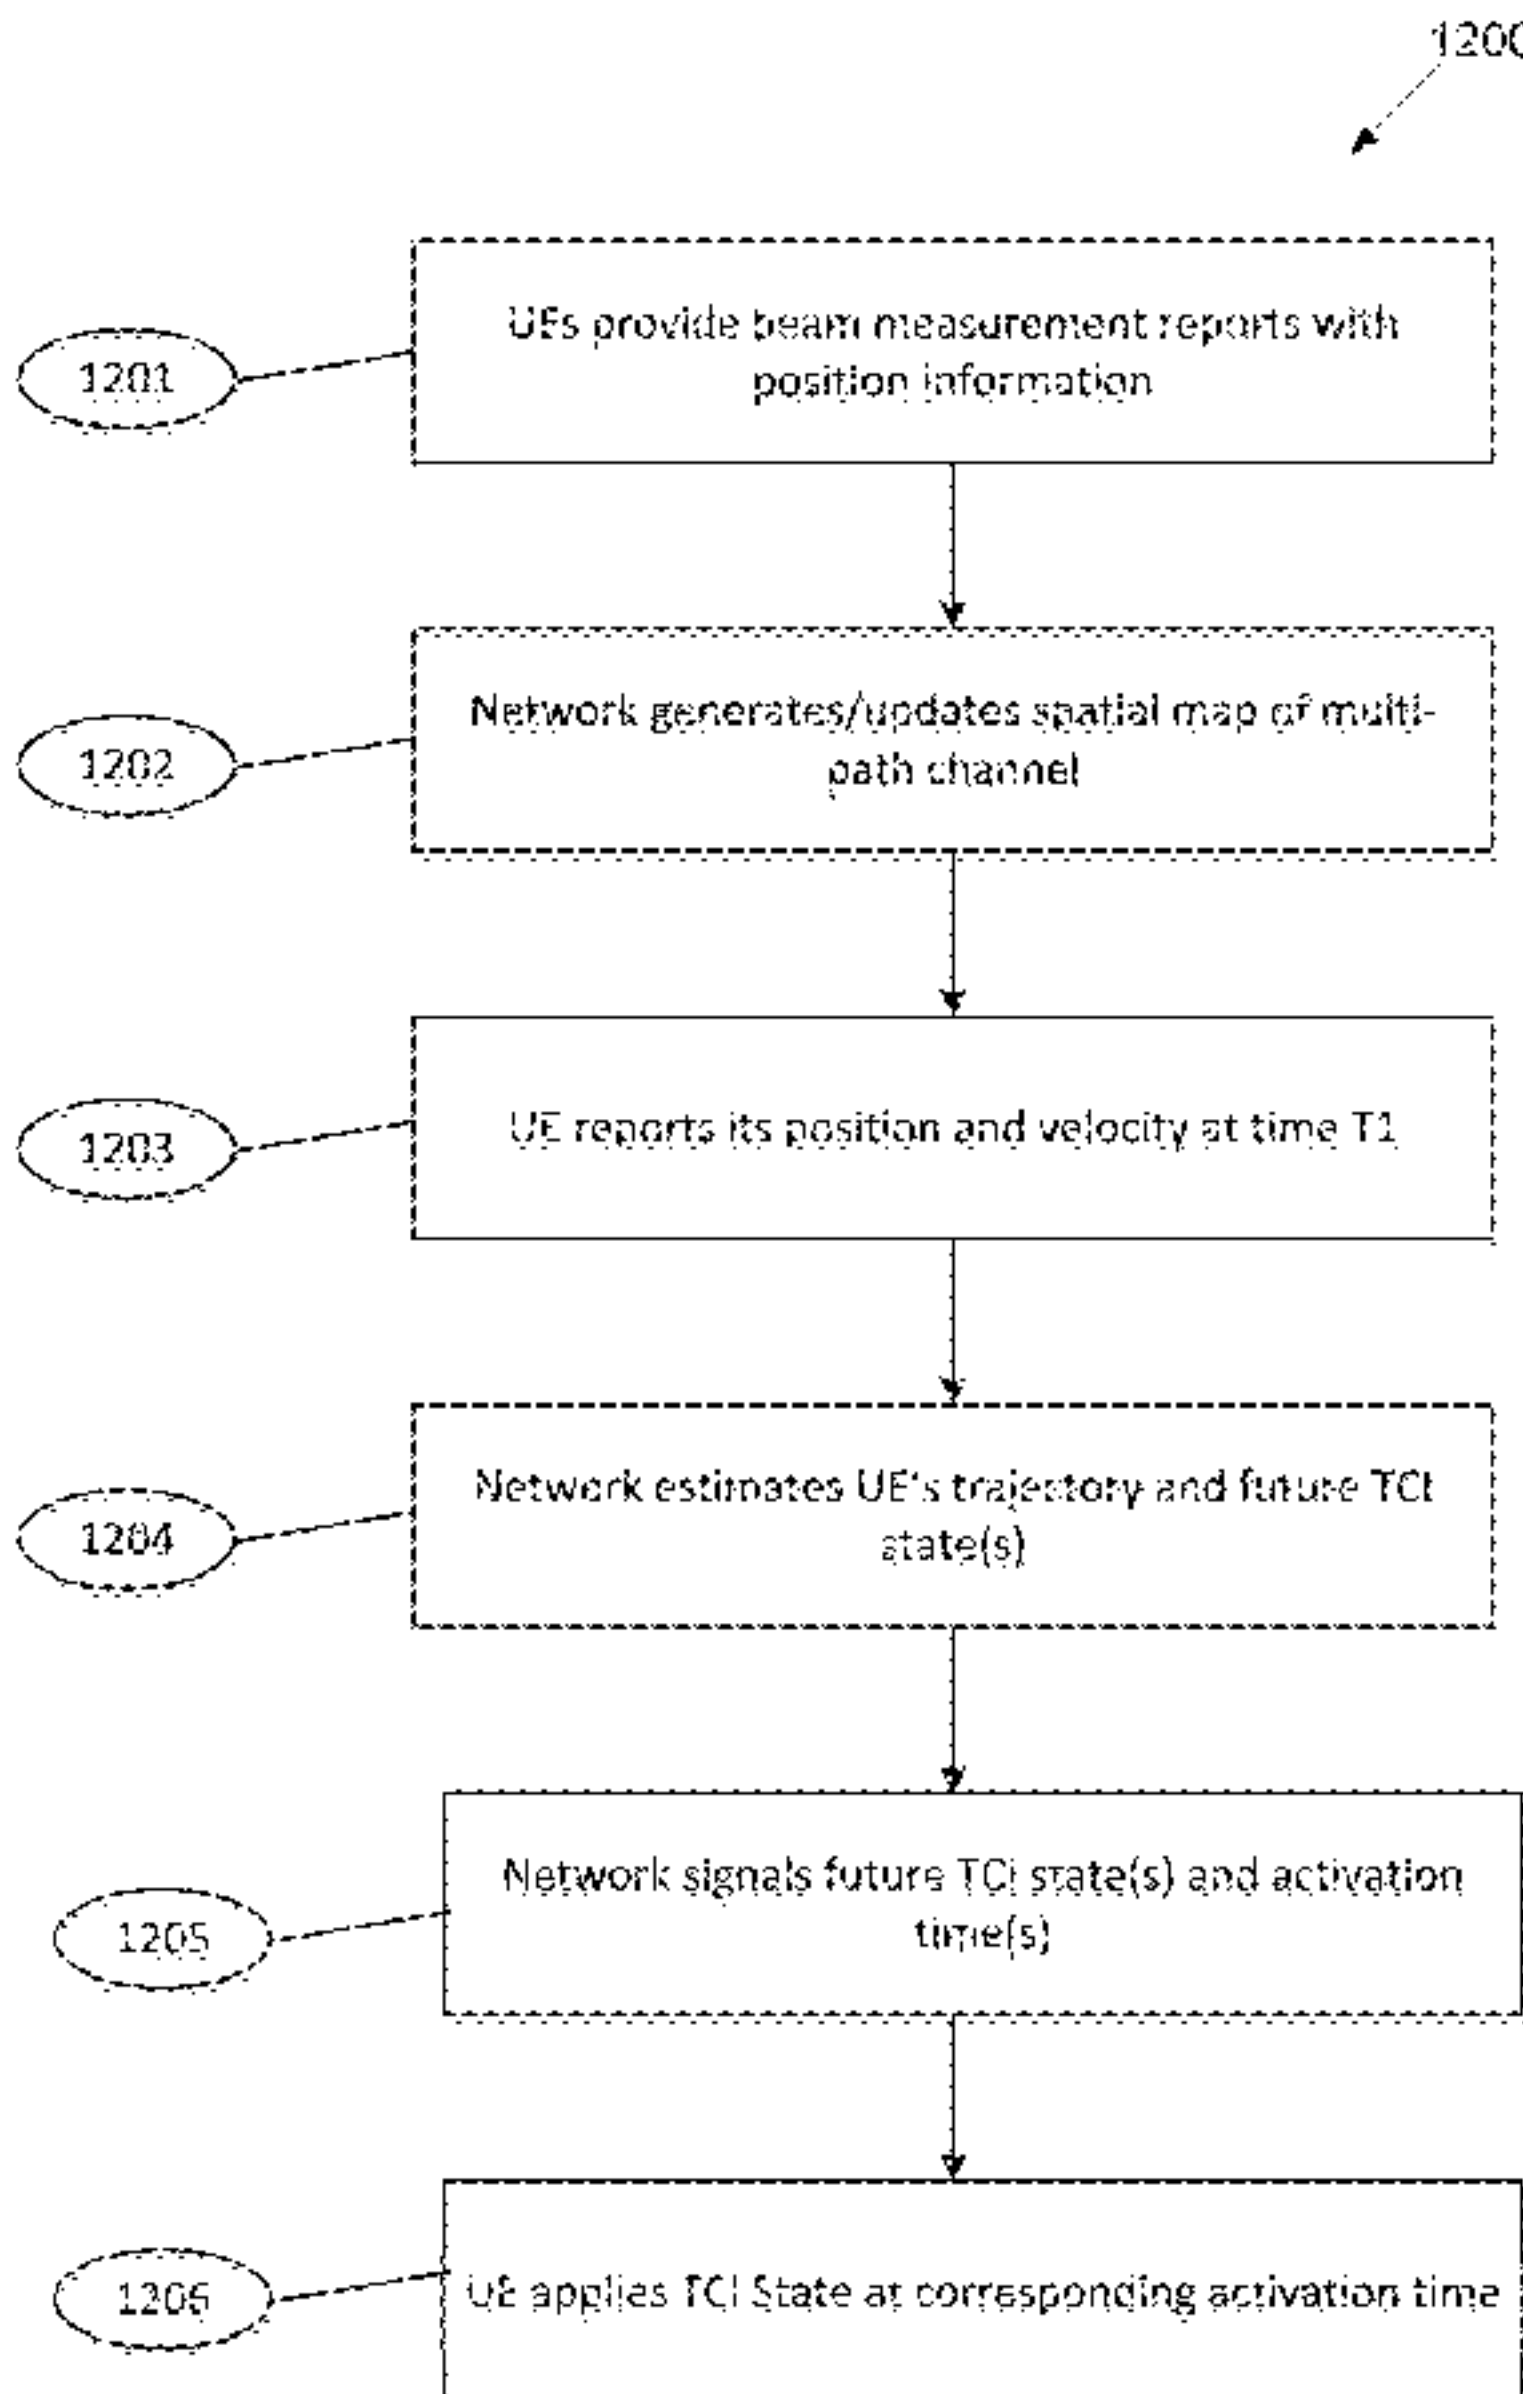 1200
UEs provide beam measurement reports with
position information
1201
Network generates/updates spatial map of multi-
path channel
1202
UE reports its position and velocity at time T1
1203
Network estimates UE's trajectory and future TCI
state(s)
1204
Network signals future TCI state(s) and activation
time(s)
1205
UE applies TCI State at corresponding activation time
1206